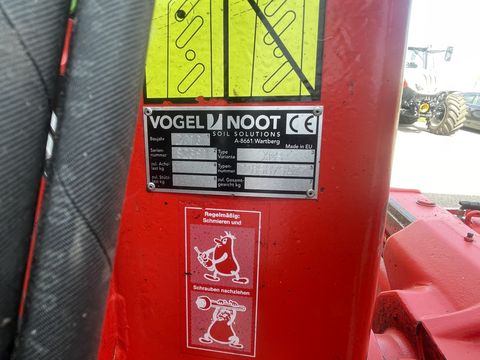 VOGEL NOOT CE
SOIL SOLUTIONS
A-8661 Wartberg
Baujahr Made in EU
Serien- nummer Type Variante
zul. Achs- last kg Typen- nummer
zul. Stütz- last kg zul. Gesamt- gewicht kg
Regelmäßig:
Schmieren und
Schrauben nachziehen